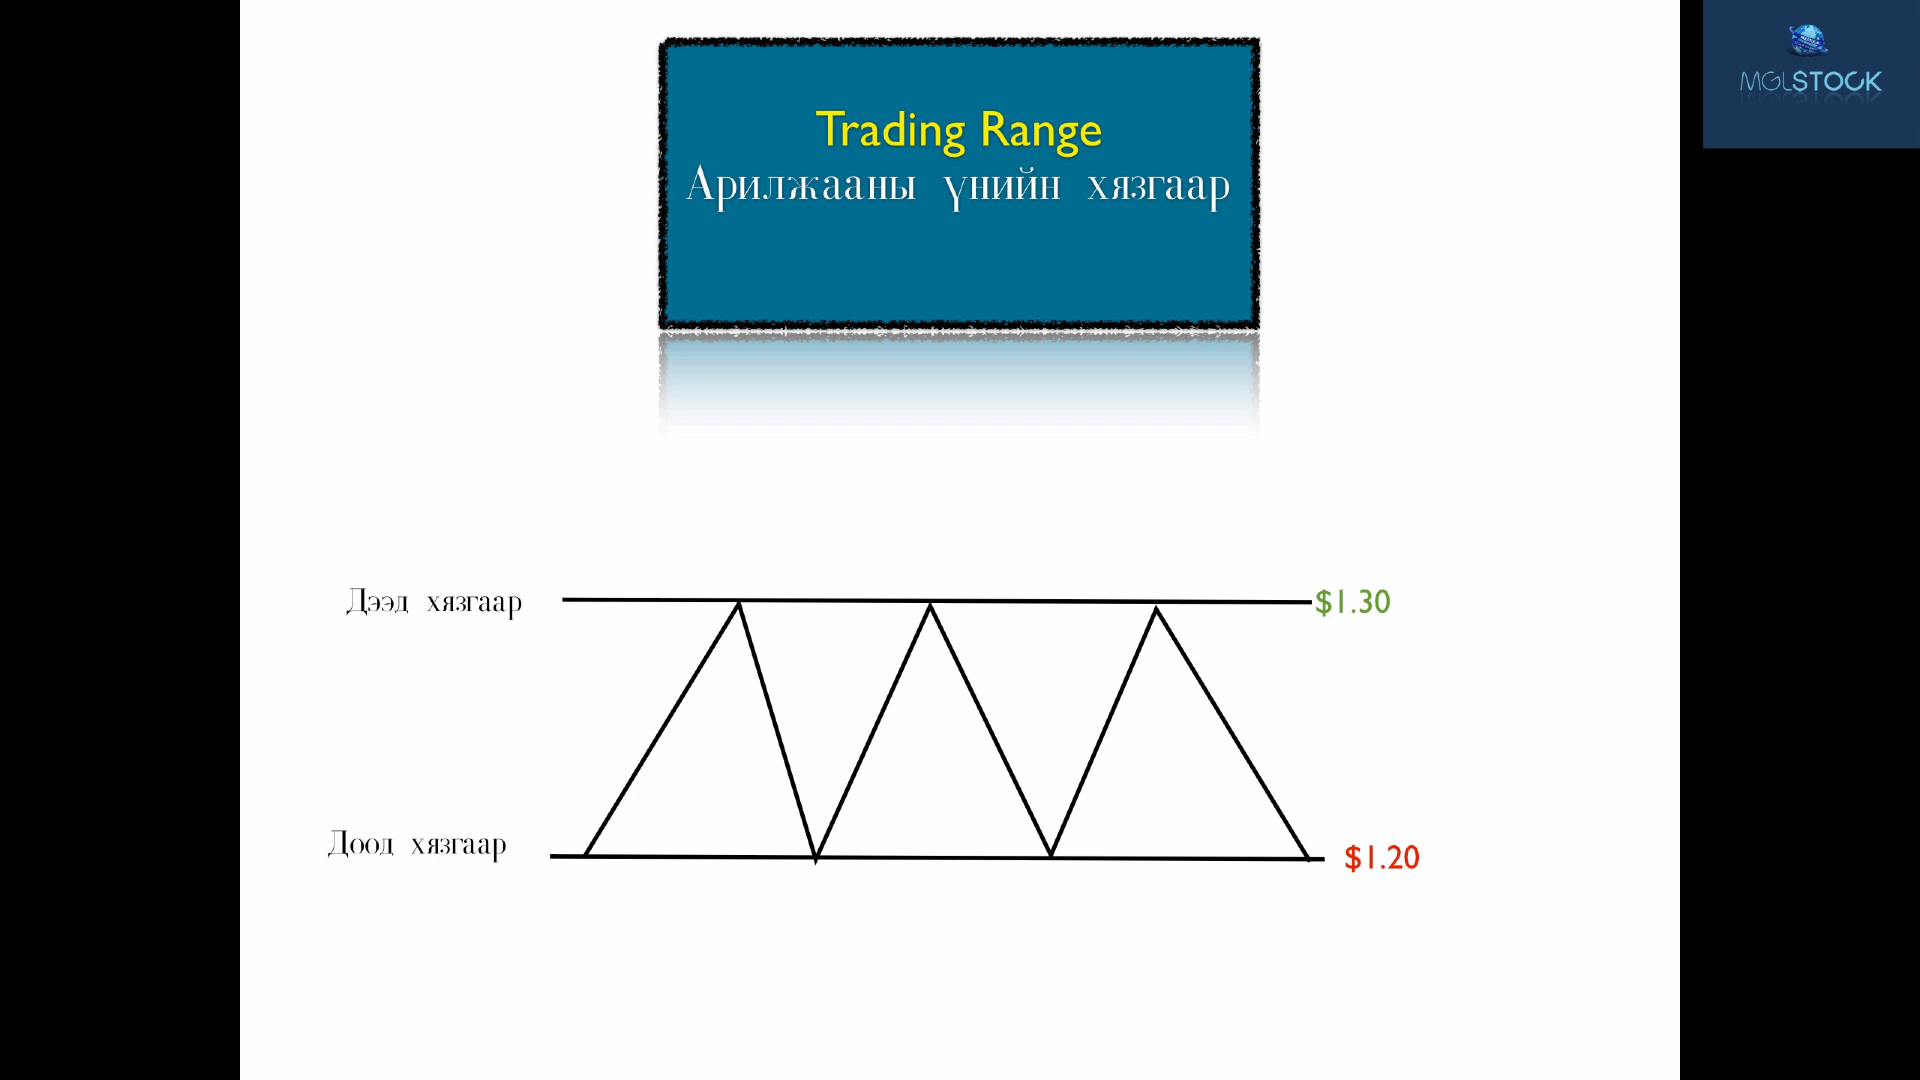 MGLSTOCK
Trading Range
Арилжааны үнийн хязгаар
Дээд хязгаар
$1.30
Доод хязгаар
$1.20